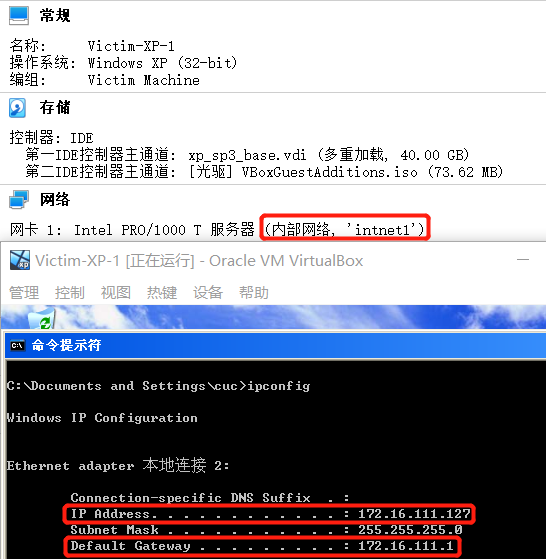 常规
名称: Victim-XP-1
操作系统: Windows XP (32-bit)
编组: Victim Machine
存储
控制器: IDE
第一IDE控制器主通道: xp_sp3_base.vdi (多重加载, 40.00 GB)
第二IDE控制器主通道: [光驱] VBoxGuestAdditions.iso (73.62 MB)
网络
网卡 1: Intel PRO/1000 T 服务器 (内部网络, 'intnet1')
Victim-XP-1 [正在运行] - Oracle VM VirtualBox
管理 控制 视图 热键 设备 帮助
命令提示符
C:\Documents and Settings\cuc>ipconfig
Windows IP Configuration
Ethernet adapter 本地连接 2:
Connection-specific DNS Suffix  . :
IP Address. . . . . . . . . . . . : 172.16.111.127
Subnet Mask . . . . . . . . . . . : 255.255.255.0
Default Gateway . . . . . . . . . : 172.16.111.1